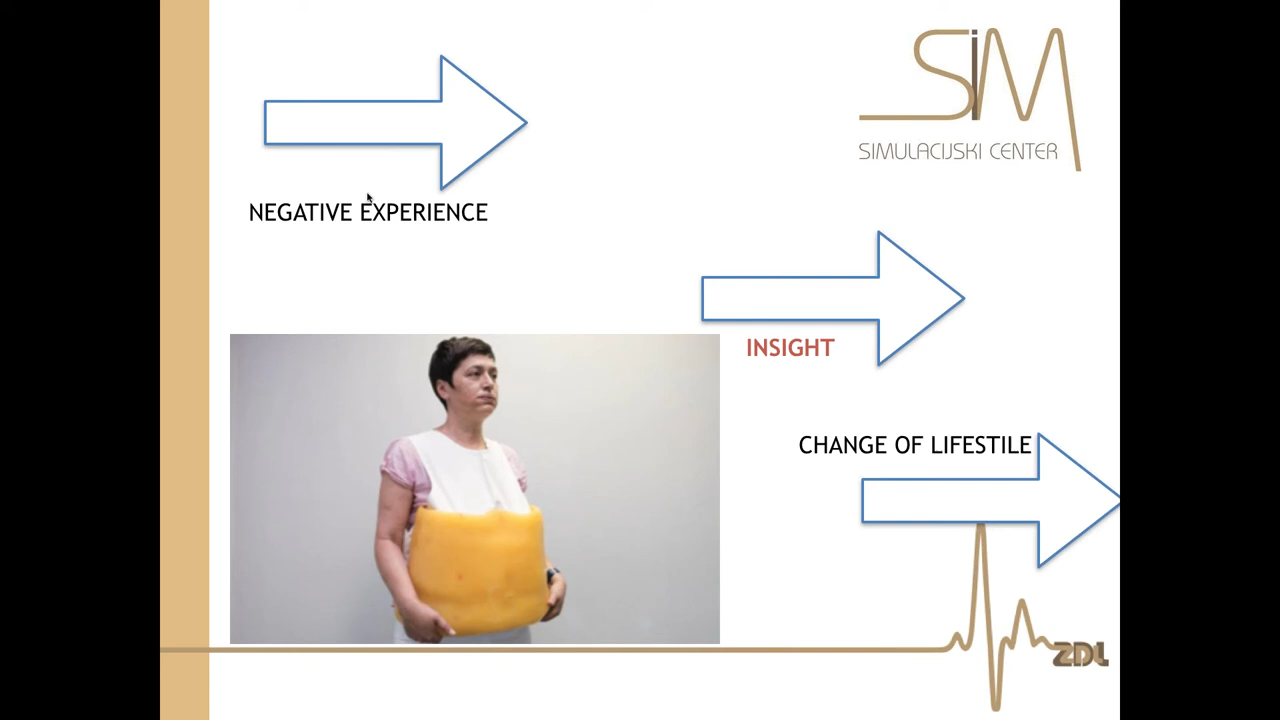 SiM
SIMULACIJSKI CENTER
NEGATIVE EXPERIENCE
INSIGHT
CHANGE OF LIFESTILE
ZDL